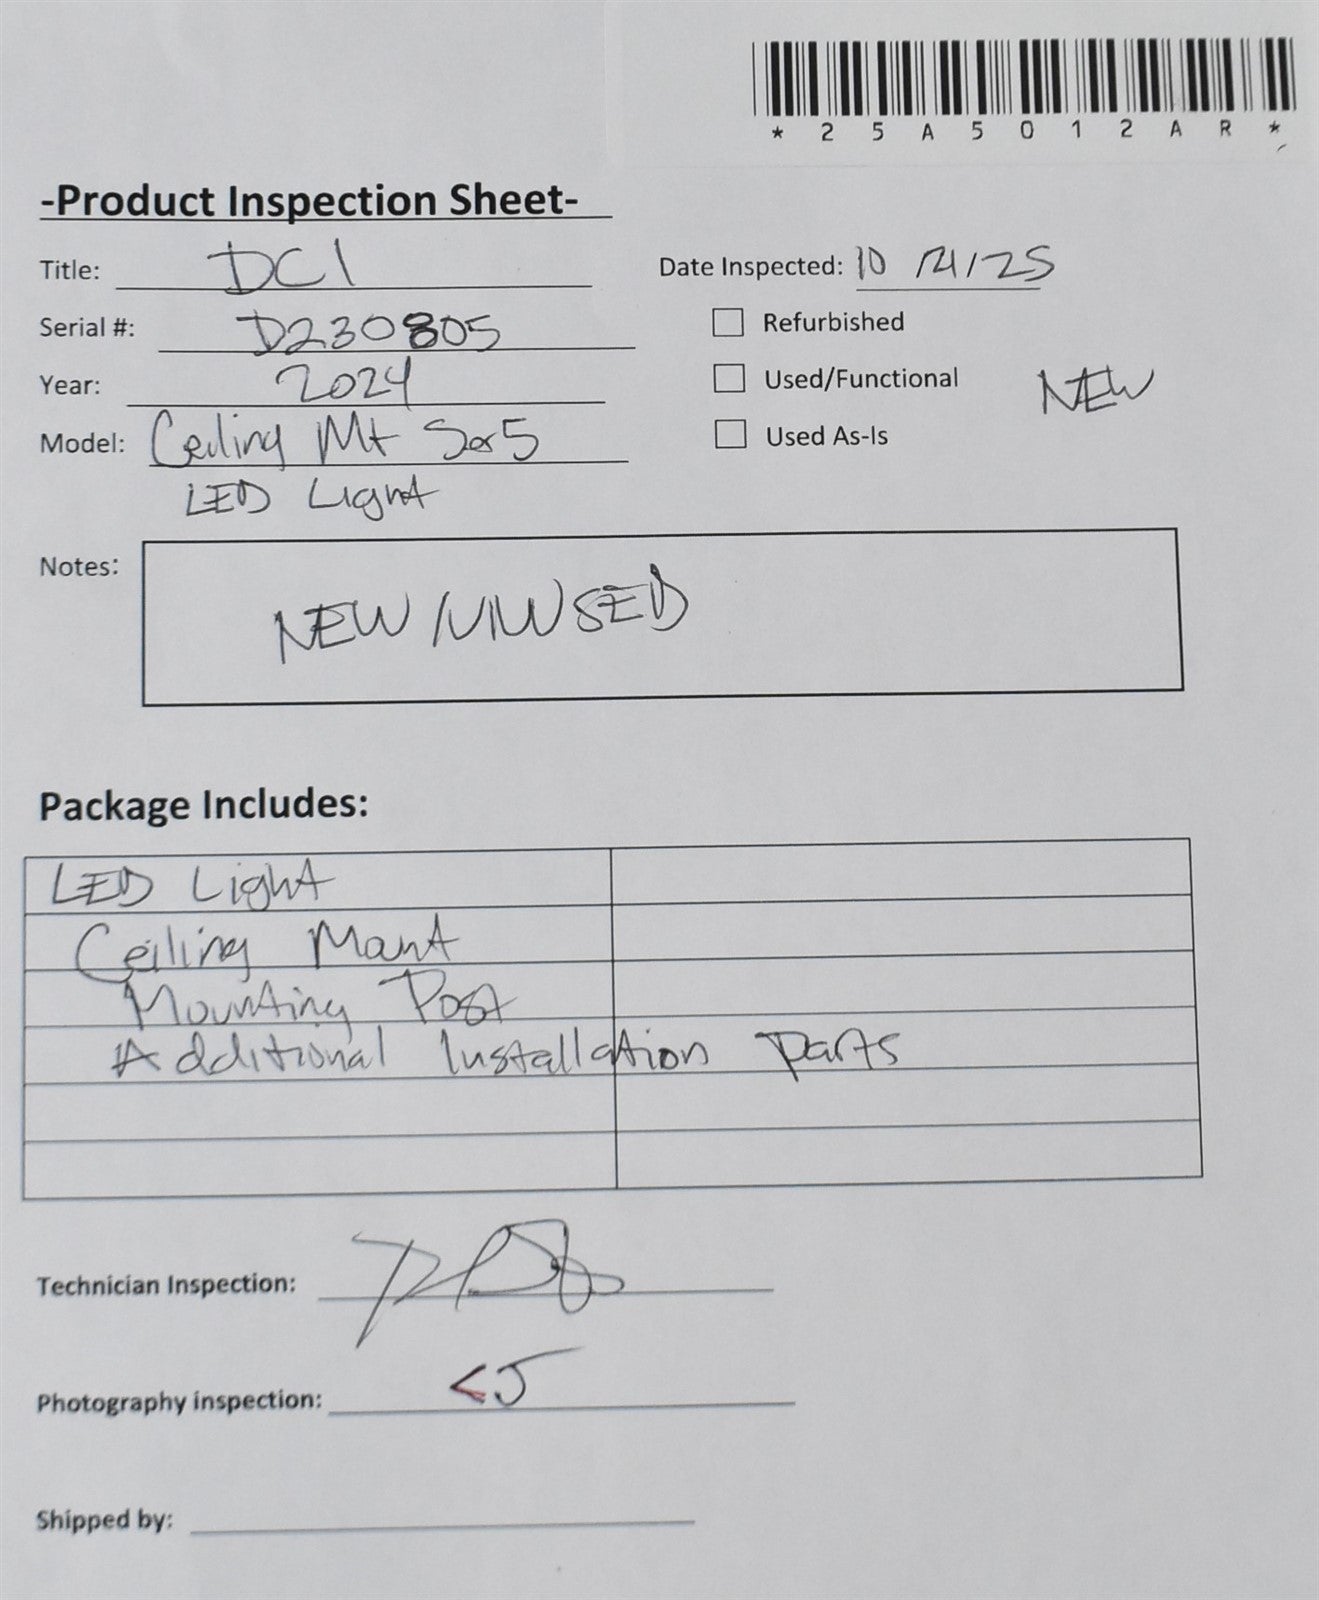 *25A5012AR*
-Product Inspection Sheet-
Title: DCI
Date Inspected: 10 /21/25
Serial #: D230805
Refurbished
Year: 2024
Used/Functional
NEW
Model: Ceiling Mt Ser5
Used As-Is
LED Light
Notes:
NEW/UNUSED
Package Includes:
LED Light
Ceiling Mount
Mounting Post
Additional Installation Parts
Technician Inspection:
Photography inspection:
Shipped by: